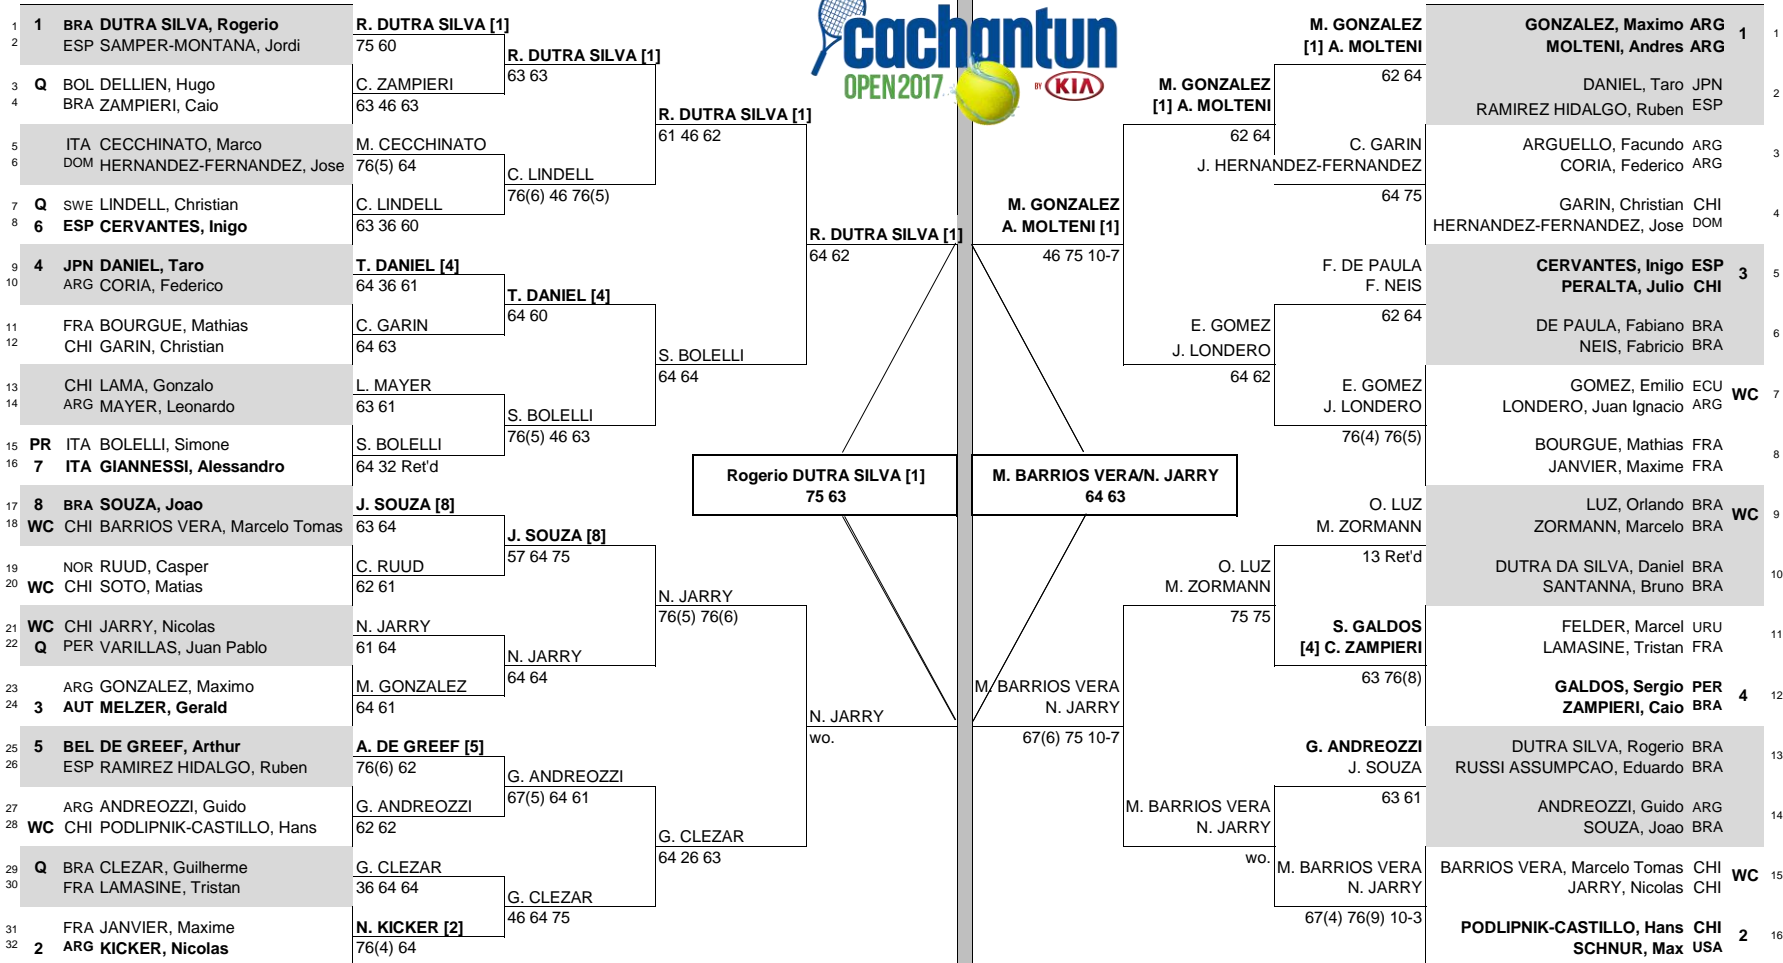 cachantun
OPEN 2017 BY KIA
1 1 BRA DUTRA SILVA, Rogerio
2 ESP SAMPER-MONTANA, Jordi
3 Q BOL DELLIEN, Hugo
4 BRA ZAMPIERI, Caio
5 ITA CECCHINATO, Marco
6 DOM HERNANDEZ-FERNANDEZ, Jose
7 Q SWE LINDELL, Christian
8 6 ESP CERVANTES, Inigo
9 4 JPN DANIEL, Taro
10 ARG CORIA, Federico
11 FRA BOURGUE, Mathias
12 CHI GARIN, Christian
13 CHI LAMA, Gonzalo
14 ARG MAYER, Leonardo
15 PR ITA BOLELLI, Simone
16 7 ITA GIANNESSI, Alessandro
17 8 BRA SOUZA, Joao
18 WC CHI BARRIOS VERA, Marcelo Tomas
19 NOR RUUD, Casper
20 WC CHI SOTO, Matias
21 WC CHI JARRY, Nicolas
22 Q PER VARILLAS, Juan Pablo
23 ARG GONZALEZ, Maximo
24 3 AUT MELZER, Gerald
25 5 BEL DE GREEF, Arthur
26 ESP RAMIREZ HIDALGO, Ruben
27 ARG ANDREOZZI, Guido
28 WC CHI PODLIPNIK-CASTILLO, Hans
29 Q BRA CLEZAR, Guilherme
30 FRA LAMASINE, Tristan
31 FRA JANVIER, Maxime
32 2 ARG KICKER, Nicolas
R. DUTRA SILVA [1]
75 60
C. ZAMPIERI
63 46 63
M. CECCHINATO
76(5) 64
C. LINDELL
63 36 60
T. DANIEL [4]
64 36 61
C. GARIN
64 63
L. MAYER
63 61
S. BOLELLI
64 32 Ret'd
J. SOUZA [8]
63 64
C. RUUD
62 61
N. JARRY
61 64
M. GONZALEZ
64 61
A. DE GREEF [5]
76(6) 62
G. ANDREOZZI
62 62
G. CLEZAR
36 64 64
N. KICKER [2]
76(4) 64
R. DUTRA SILVA [1]
63 63
C. LINDELL
76(6) 46 76(5)
T. DANIEL [4]
64 60
S. BOLELLI
76(5) 46 63
J. SOUZA [8]
57 64 75
N. JARRY
64 64
G. ANDREOZZI
67(5) 64 61
G. CLEZAR
46 64 75
R. DUTRA SILVA [1]
61 46 62
S. BOLELLI
64 64
N. JARRY
76(5) 76(6)
G. CLEZAR
64 26 63
R. DUTRA SILVA [1]
64 62
N. JARRY
wo.
Rogerio DUTRA SILVA [1]
75 63
M. BARRIOS VERA/N. JARRY
64 63
M. GONZALEZ
A. MOLTENI [1]
46 75 10-7
M. BARRIOS VERA
N. JARRY
67(6) 75 10-7
M. GONZALEZ
[1] A. MOLTENI
62 64
E. GOMEZ
J. LONDERO
64 62
O. LUZ
M. ZORMANN
75 75
M. BARRIOS VERA
N. JARRY
wo.
M. GONZALEZ
[1] A. MOLTENI
62 64
C. GARIN
J. HERNANDEZ-FERNANDEZ
64 75
F. DE PAULA
F. NEIS
62 64
E. GOMEZ
J. LONDERO
76(4) 76(5)
O. LUZ
M. ZORMANN
13 Ret'd
S. GALDOS
[4] C. ZAMPIERI
63 76(8)
G. ANDREOZZI
J. SOUZA
63 61
M. BARRIOS VERA
N. JARRY
67(4) 76(9) 10-3
GONZALEZ, Maximo ARG 1 1
MOLTENI, Andres ARG
DANIEL, Taro JPN 2
RAMIREZ HIDALGO, Ruben ESP
ARGUELLO, Facundo ARG 3
CORIA, Federico ARG
GARIN, Christian CHI 4
HERNANDEZ-FERNANDEZ, Jose DOM
CERVANTES, Inigo ESP 3 5
PERALTA, Julio CHI
DE PAULA, Fabiano BRA 6
NEIS, Fabricio BRA
GOMEZ, Emilio ECU WC 7
LONDERO, Juan Ignacio ARG
BOURGUE, Mathias FRA 8
JANVIER, Maxime FRA
LUZ, Orlando BRA WC 9
ZORMANN, Marcelo BRA
DUTRA DA SILVA, Daniel BRA 10
SANTANNA, Bruno BRA
FELDER, Marcel URU 11
LAMASINE, Tristan FRA
GALDOS, Sergio PER 4 12
ZAMPIERI, Caio BRA
DUTRA SILVA, Rogerio BRA 13
RUSSI ASSUMPCAO, Eduardo BRA
ANDREOZZI, Guido ARG 14
SOUZA, Joao BRA
BARRIOS VERA, Marcelo Tomas CHI WC 15
JARRY, Nicolas CHI
PODLIPNIK-CASTILLO, Hans CHI 2 16
SCHNUR, Max USA